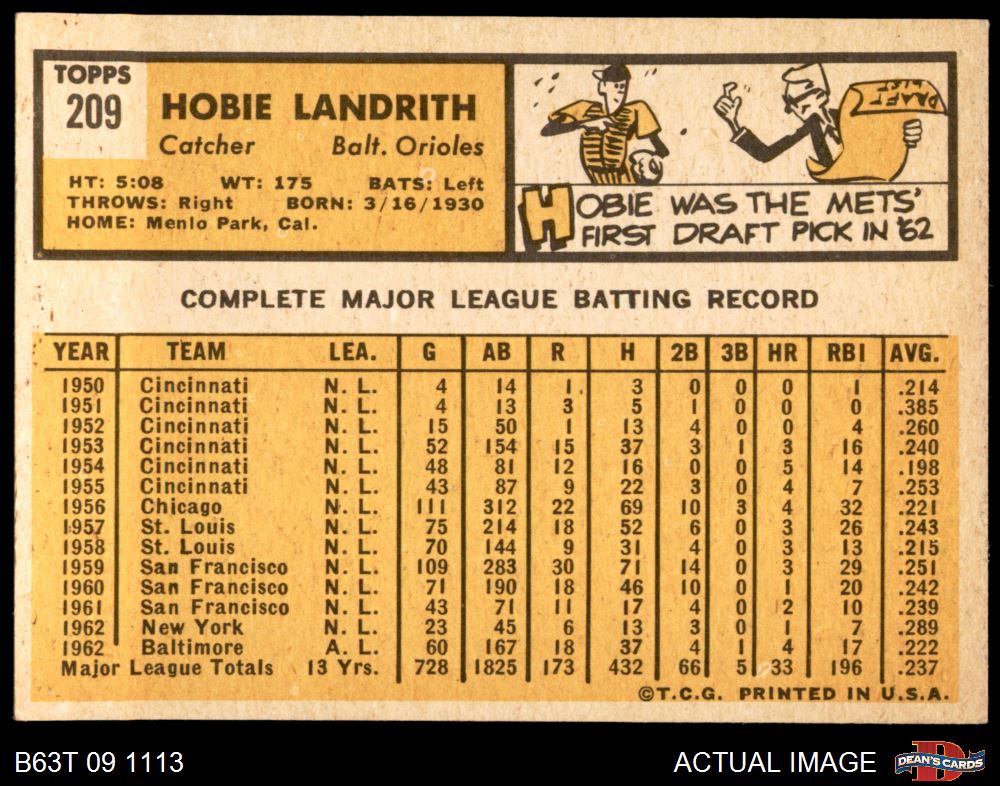 TOPPS
209
HOBIE LANDRITH
Catcher Balt. Orioles
HT: 5:08 WT: 175 BATS: Left
THROWS: Right BORN: 3/16/1930
HOME: Menlo Park, Cal.
DRAFT LIST
HOBIE WAS THE METS'
FIRST DRAFT PICK IN '62
COMPLETE MAJOR LEAGUE BATTING RECORD
YEAR TEAM LEA. G AB R H 2B 3B HR RBI AVG.
1950 Cincinnati N. L. 4 14 1 3 0 0 0 1 .214
1951 Cincinnati N. L. 4 13 3 5 1 0 0 0 .385
1952 Cincinnati N. L. 15 50 1 13 4 0 0 4 .260
1953 Cincinnati N. L. 52 154 15 37 3 1 3 16 .240
1954 Cincinnati N. L. 48 81 12 16 0 0 5 14 .198
1955 Cincinnati N. L. 43 87 9 22 3 0 4 7 .253
1956 Chicago N. L. 111 312 22 69 10 3 4 32 .221
1957 St. Louis N. L. 75 214 18 52 6 0 3 26 .243
1958 St. Louis N. L. 70 144 9 31 4 0 3 13 .215
1959 San Francisco N. L. 109 283 30 71 14 0 3 29 .251
1960 San Francisco N. L. 71 190 18 46 10 0 1 20 .242
1961 San Francisco N. L. 43 71 11 17 4 0 2 10 .239
1962 New York N. L. 23 45 6 13 3 0 1 7 .289
1962 Baltimore A. L. 60 167 18 37 4 1 4 17 .222
Major League Totals 13 Yrs. 728 1825 173 432 66 5 33 196 .237
©T.C.G. PRINTED IN U.S.A.
B63T 09 1113 ACTUAL IMAGE DEAN'S CARDS